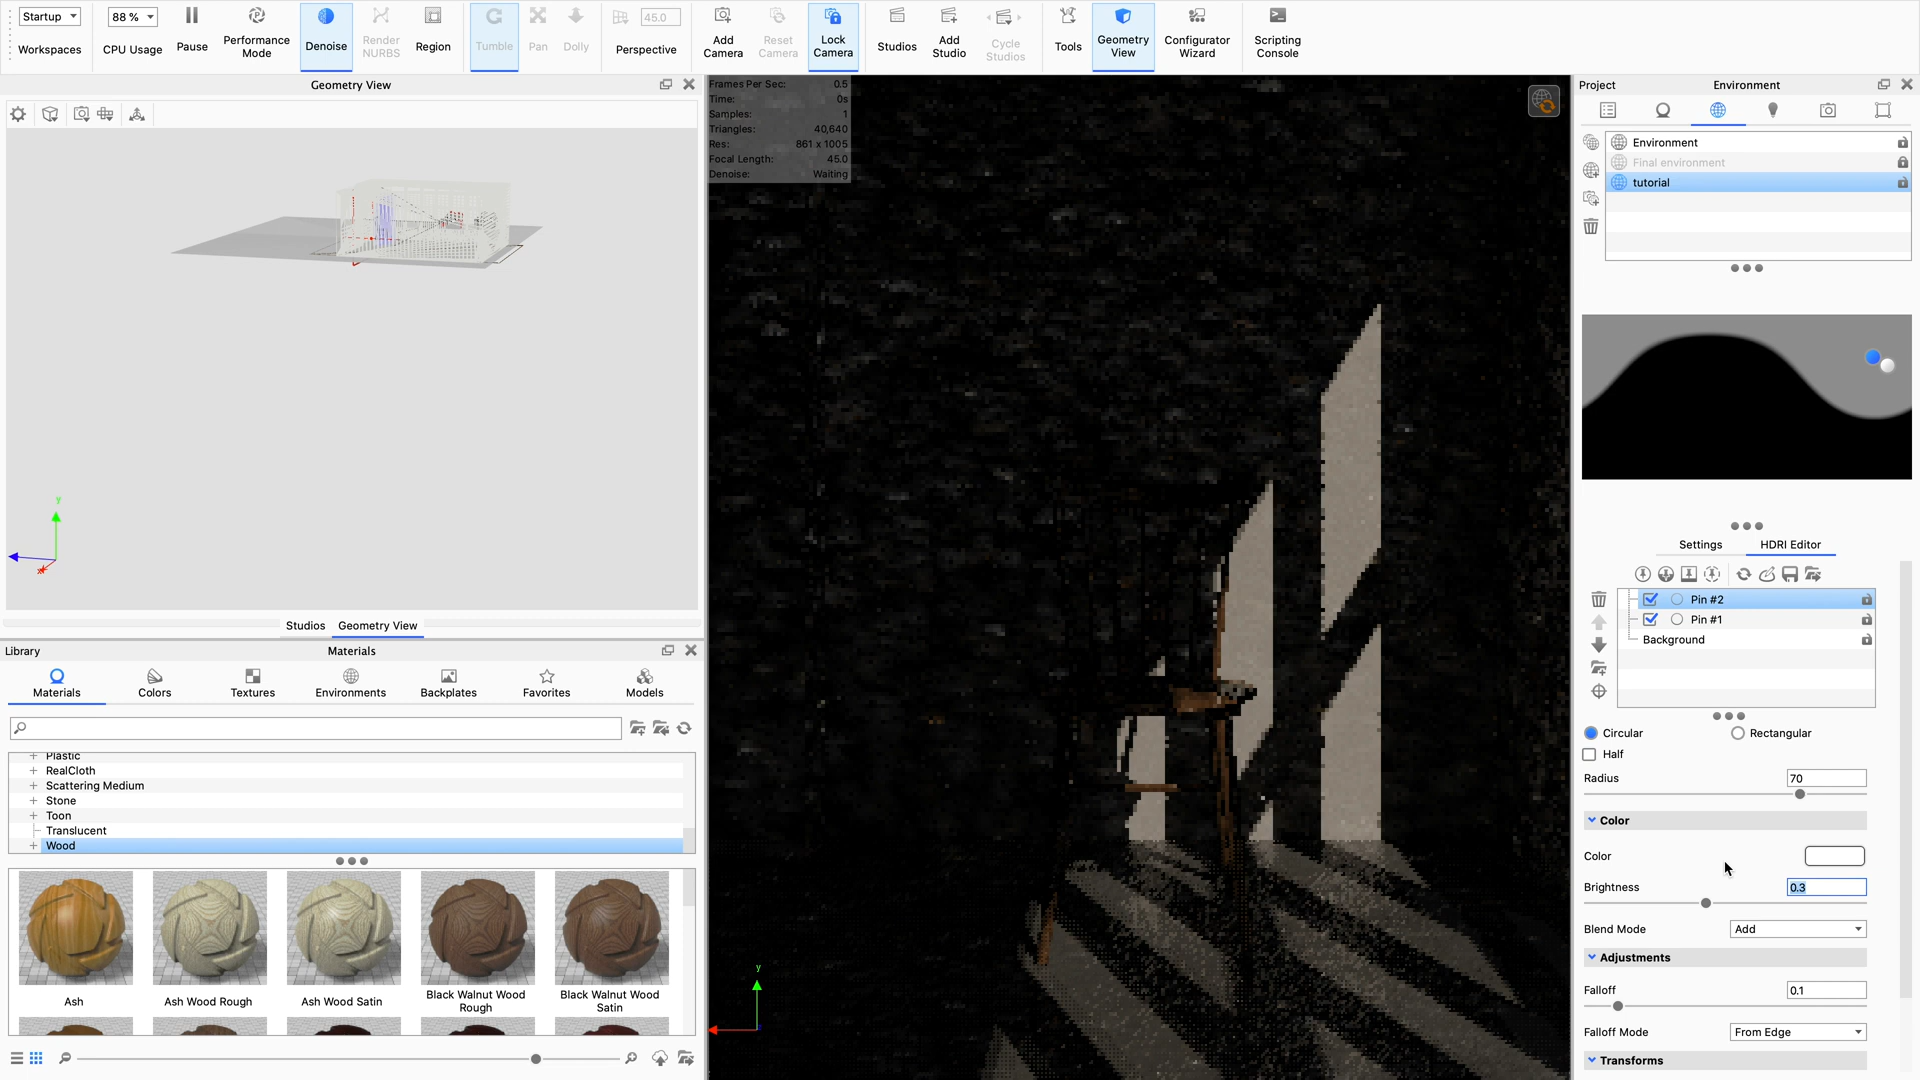 Startup
Workspaces
88 %
CPU Usage
Pause
Performance
Mode
Denoise
Render
NURBS
Region
Tumble
Pan
Dolly
45.0
Perspective
Add
Camera
Reset
Camera
Lock
Camera
Studios
Add
Studio
Cycle
Studios
Tools
Geometry
View
Configurator
Wizard
Scripting
Console
Geometry View
y
Studios
Geometry View
Library
Materials
Materials
Colors
Textures
Environments
Backplates
Favorites
Models
Plastic
RealCloth
Scattering Medium
Stone
Toon
Translucent
Wood
Ash
Ash Wood Rough
Ash Wood Satin
Black Walnut Wood
Rough
Black Walnut Wood
Satin
Frames Per Sec: 0.5
Time: 0s
Samples: 1
Triangles: 40,640
Res: 861 x 1005
Focal Length: 45.0
Denoise: Waiting
y
Project
Environment
Environment
Final environment
tutorial
Settings
HDRI Editor
Pin #2
Pin #1
Background
Circular
Rectangular
Half
Radius 70
Color
Color
Brightness 0.3
Blend Mode Add
Adjustments
Falloff 0.1
Falloff Mode From Edge
Transforms